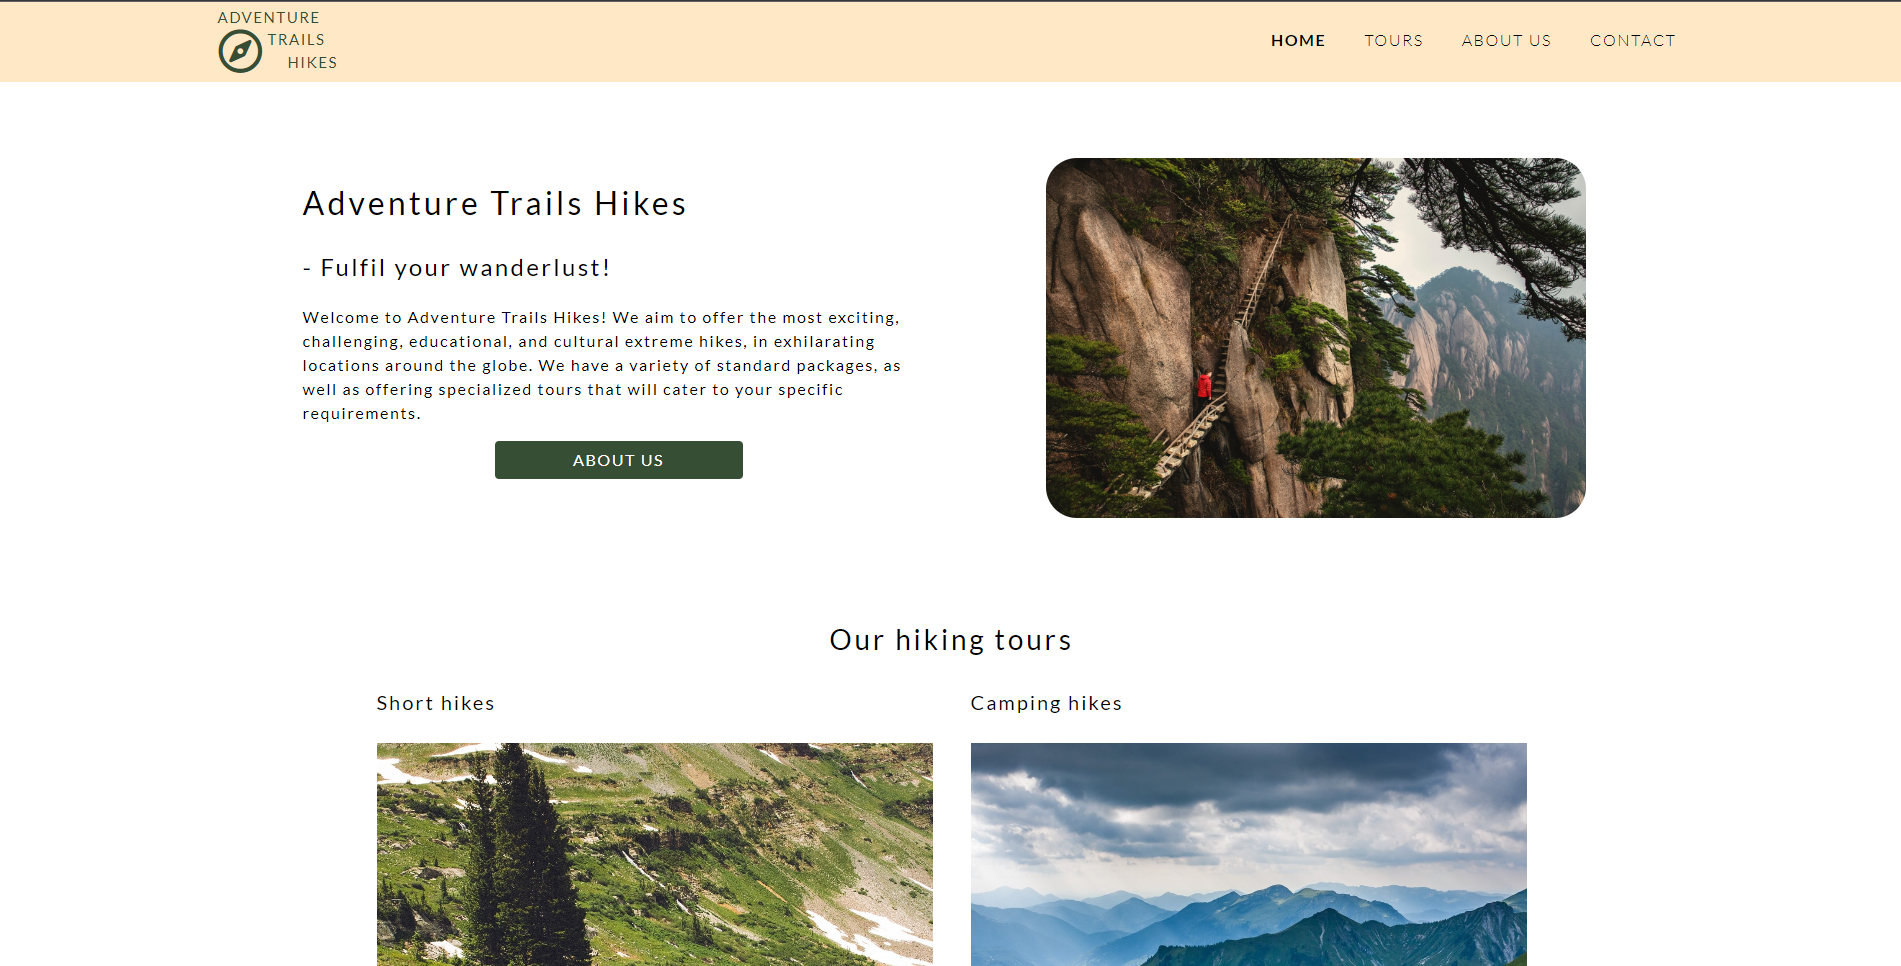 ADVENTURE
TRAILS
HIKES
HOME TOURS ABOUT US CONTACT
Adventure Trails Hikes
- Fulfil your wanderlust!
Welcome to Adventure Trails Hikes! We aim to offer the most exciting,
challenging, educational, and cultural extreme hikes, in exhilarating
locations around the globe. We have a variety of standard packages, as
well as offering specialized tours that will cater to your specific
requirements.
ABOUT US
Our hiking tours
Short hikes
Camping hikes